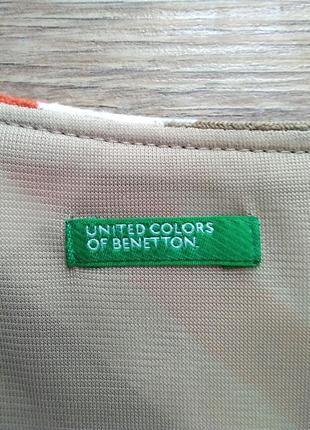 UNITED COLORS
OF BENETTON.